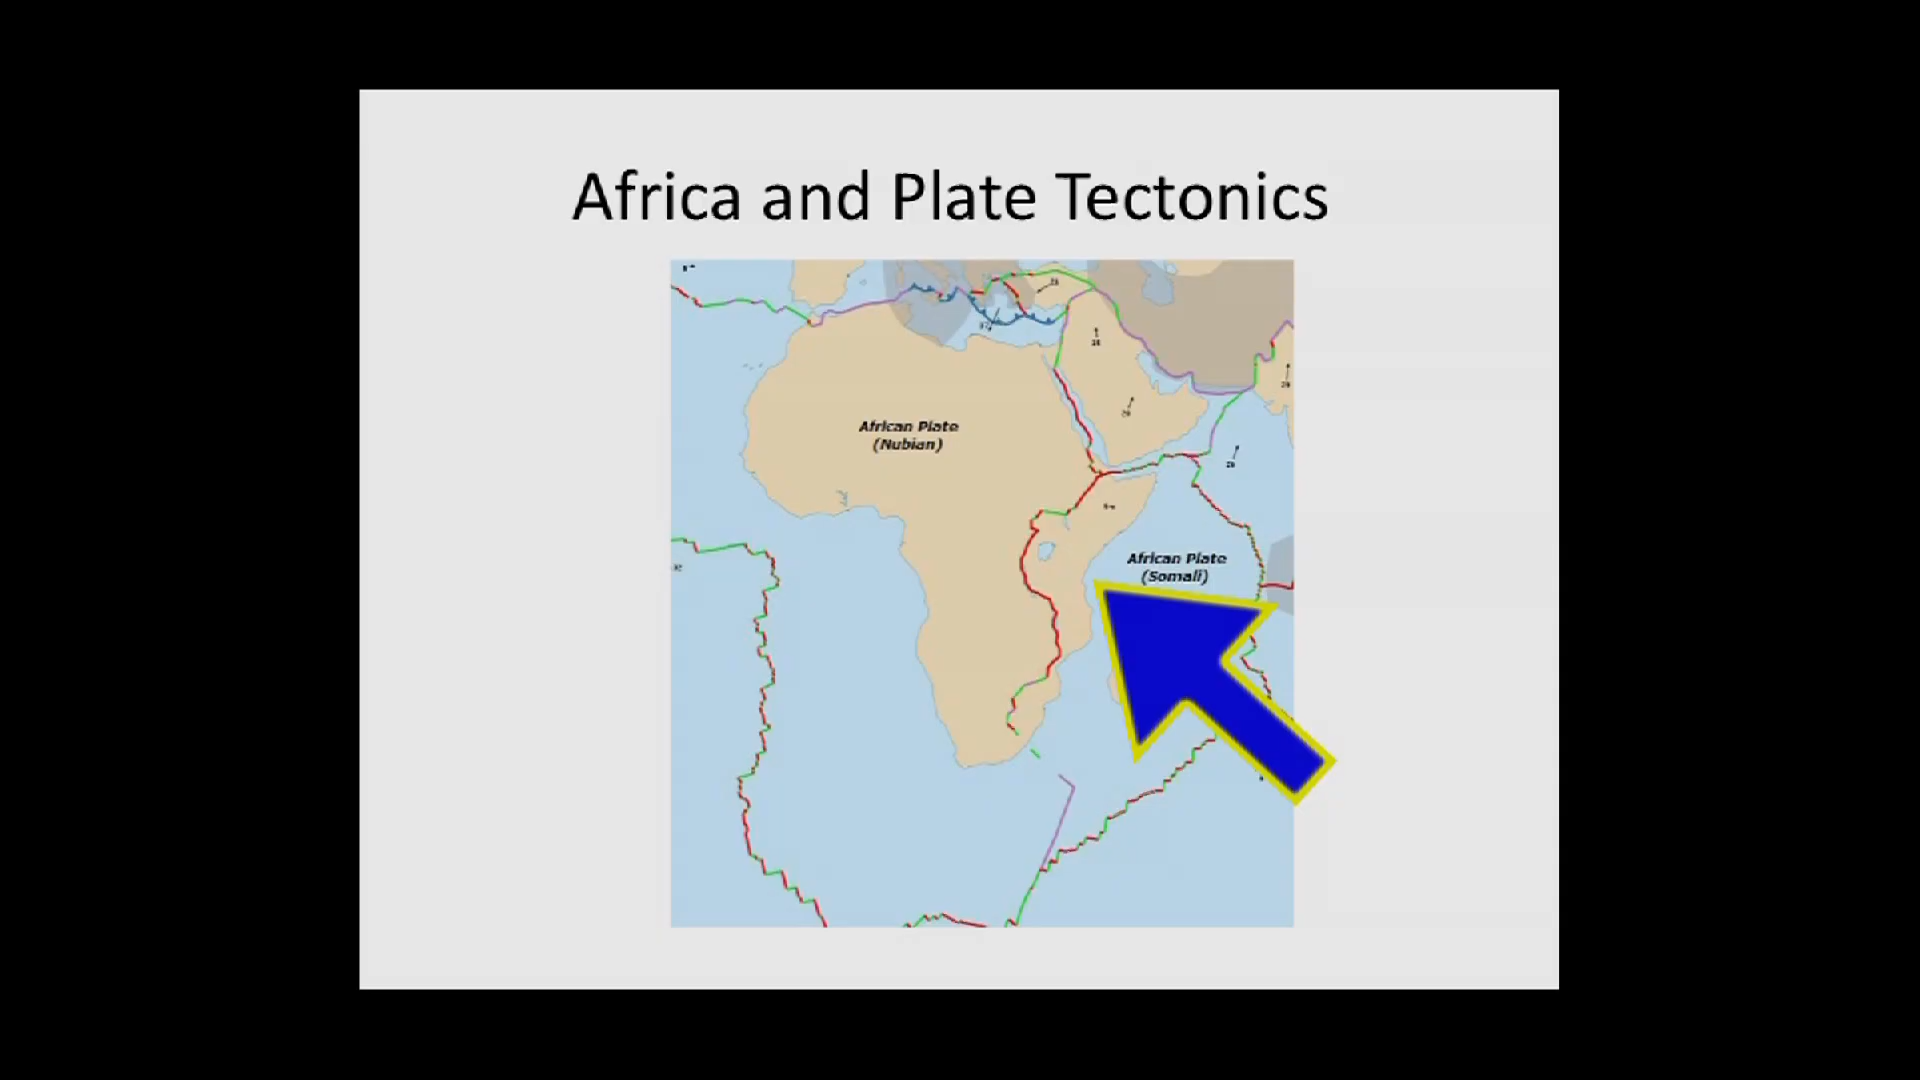 Africa and Plate Tectonics
African Plate
(Nubian)
African Plate
(Somali)